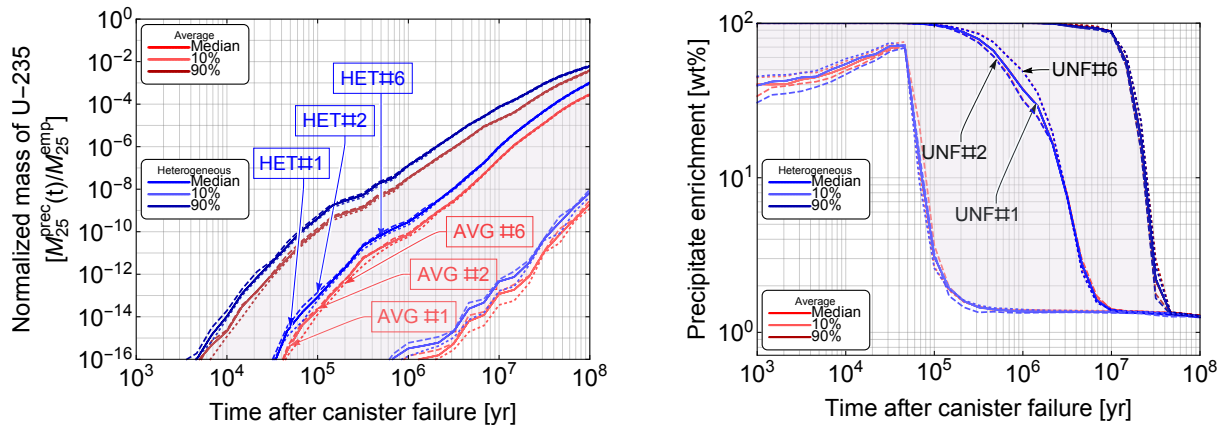 Normalized mass of U-235
[M25^prec(t)/M25^emp]
10^0
10^-2
10^-4
10^-6
10^-8
10^-10
10^-12
10^-14
10^-16
Average
Median
10%
90%
Heterogeneous
Median
10%
90%
HET#6
HET#2
HET#1
AVG #6
AVG #2
AVG #1
10^3
10^4
10^5
10^6
10^7
10^8
Time after canister failure [yr]
Precipitate enrichment [wt%]
10^2
10^1
10^0
UNF#6
UNF#2
UNF#1
Heterogeneous
Median
10%
90%
Average
Median
10%
90%
10^3
10^4
10^5
10^6
10^7
10^8
Time after canister failure [yr]